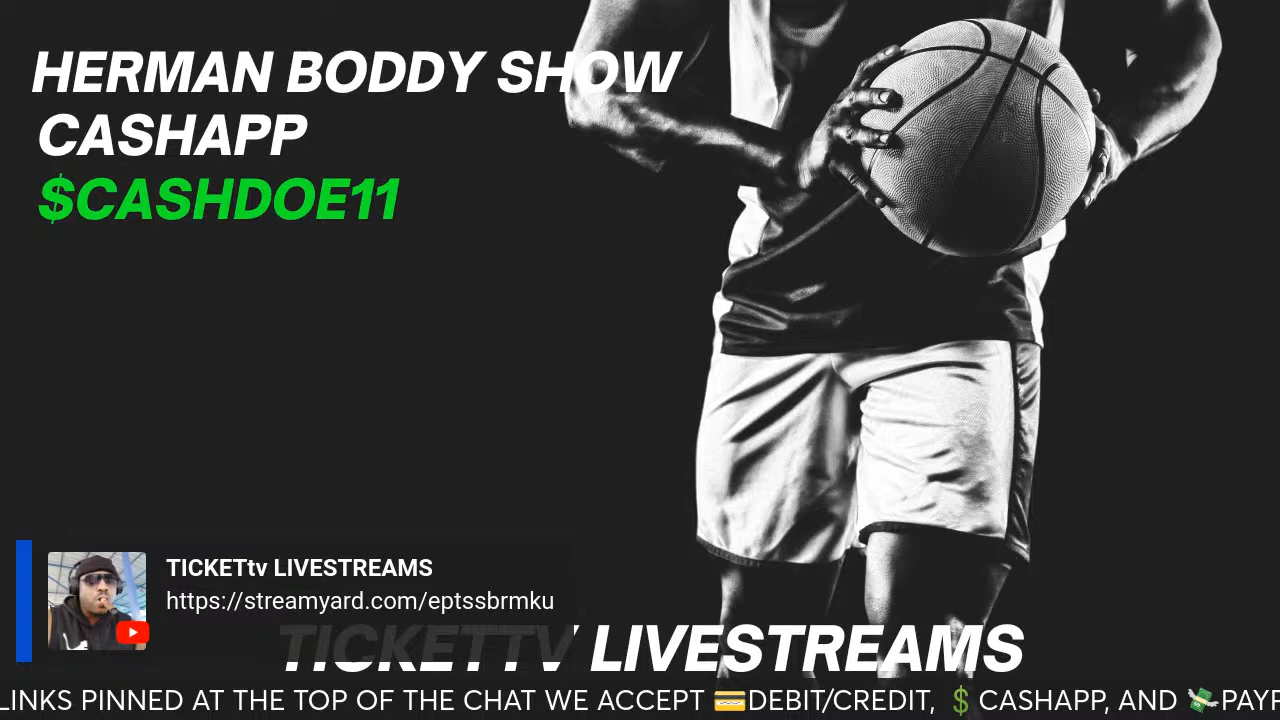 HERMAN BODDY SHOW
CASHAPP
$CASHDOE11
TICKETtv LIVESTREAMS
https://streamyard.com/eptssbrmku
TICKETTV LIVESTREAMS
LINKS PINNED AT THE TOP OF THE CHAT WE ACCEPT 💳DEBIT/CREDIT, 💲CASHAPP, AND 💸PAYP